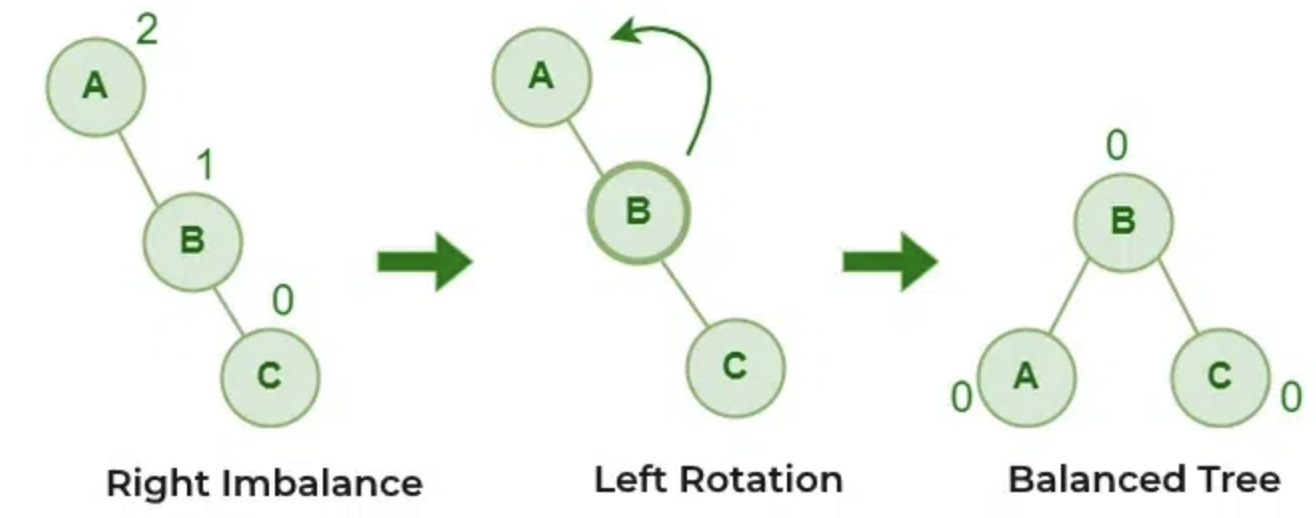 2
A
1
B
0
C
Right Imbalance
A
B
C
Left Rotation
0
B
0 A
C 0
Balanced Tree